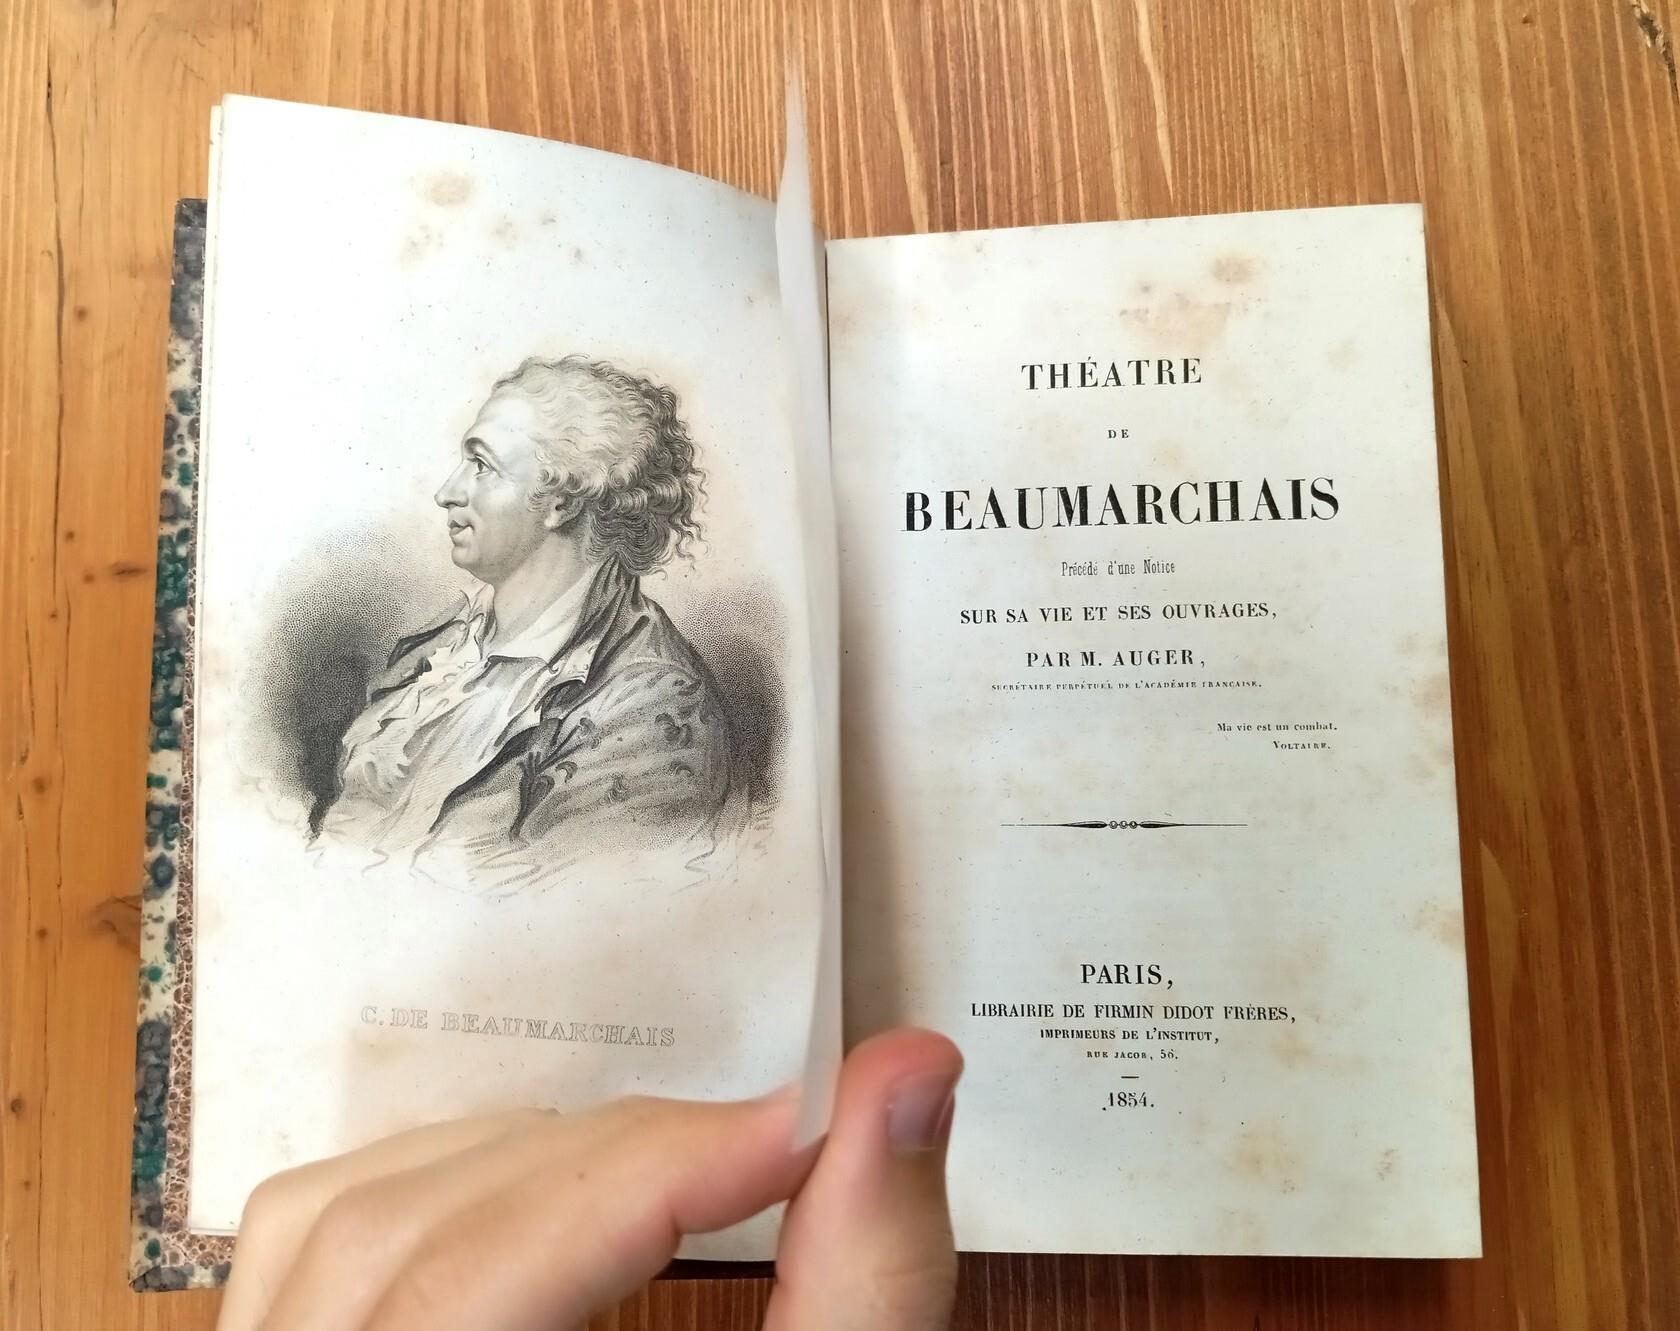 C. DE BEAUMARCHAIS
THÉATRE
DE
BEAUMARCHAIS
Précédé d'une Notice
SUR SA VIE ET SES OUVRAGES,
PAR M. AUGER,
SECRÉTAIRE PERPÉTUEL DE L'ACADÉMIE FRANÇAISE.
Ma vie est un combat.
VOLTAIRE.
PARIS,
LIBRAIRIE DE FIRMIN DIDOT FRÈRES,
IMPRIMEURS DE L'INSTITUT,
RUE JACOB, 56.
1854.